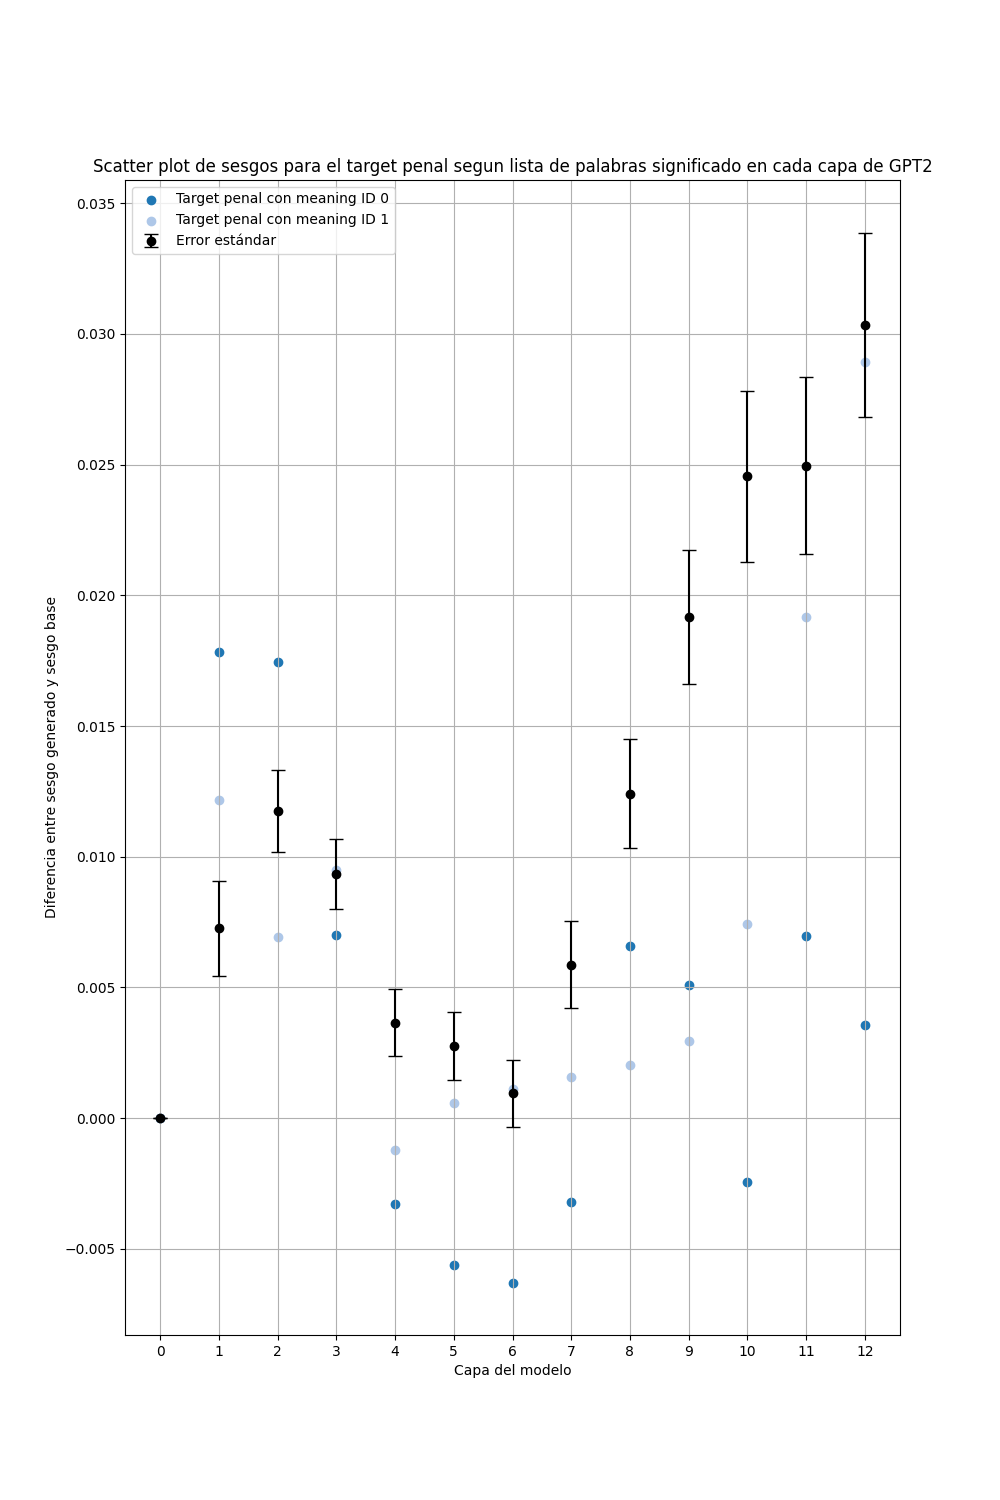 Scatter plot de sesgos para el target penal segun lista de palabras significado en cada capa de GPT2
Target penal con meaning ID 0
Target penal con meaning ID 1
Error estándar
0.035
0.030
0.025
0.020
0.015
0.010
0.005
0.000
−0.005
Diferencia entre sesgo generado y sesgo base
0 1 2 3 4 5 6 7 8 9 10 11 12
Capa del modelo